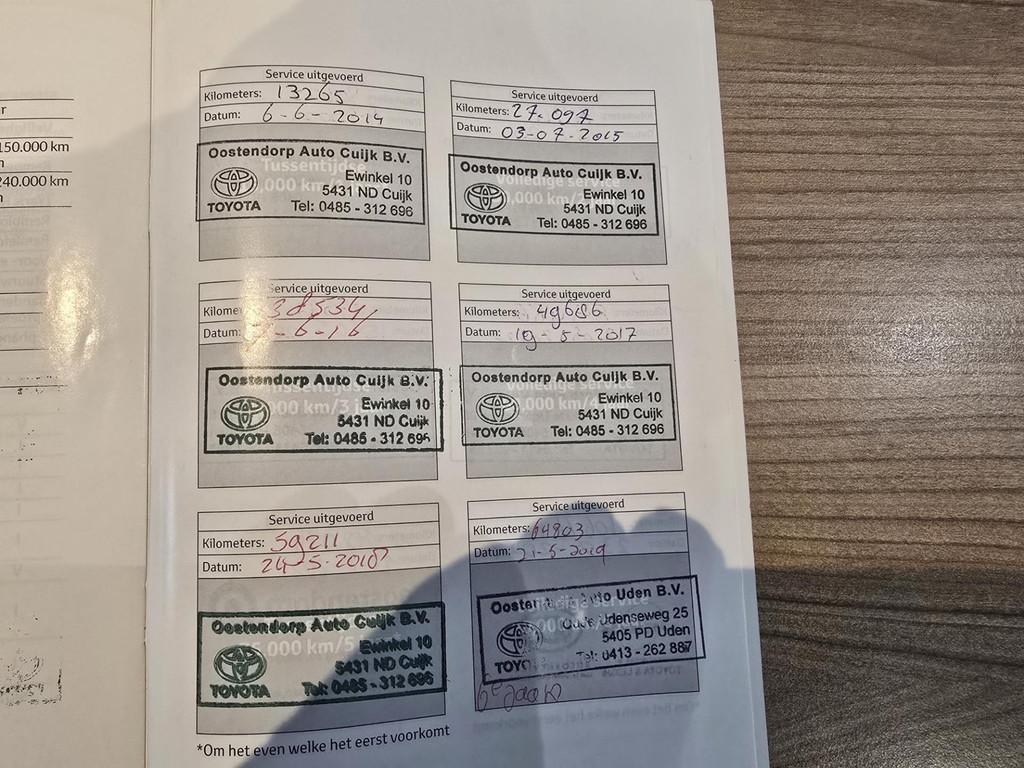 150.000 km
240.000 km
Service uitgevoerd
Kilometers: 13265
Datum: 6-6-2014
Oostendorp Auto Cuijk B.V.
Ewinkel 10
5431 ND Cuijk
TOYOTA Tel: 0485 - 312 696
Service uitgevoerd
Kilometers: 27.097
Datum: 03-07-2015
Oostendorp Auto Cuijk B.V.
Ewinkel 10
5431 ND Cuijk
TOYOTA Tel: 0485 - 312 696
Service uitgevoerd
38534
Datum: -6-16
Oostendorp Auto Cuijk B.V.
Ewinkel 10
5431 ND Cuijk
TOYOTA Tel: 0485 - 312 696
Service uitgevoerd
Kilometers: 49686
Datum: 19-5-2017
Oostendorp Auto Cuijk B.V.
Ewinkel 10
5431 ND Cuijk
TOYOTA Tel: 0485 - 312 696
Service uitgevoerd
Kilometers: 59211
Datum: 24-5-2018
Oostendorp Auto Cuijk B.V.
Ewinkel 10
5431 ND Cuijk
TOYOTA Tel: 0485 - 312 696
Service uitgevoerd
Kilometers: 64903
Datum: 21-5-2019
Auto Uden B.V.
Oude Udenseweg 25
5405 PD Uden
Tel: 0413 - 262 887
*Om het even welke het eerst voorkomt